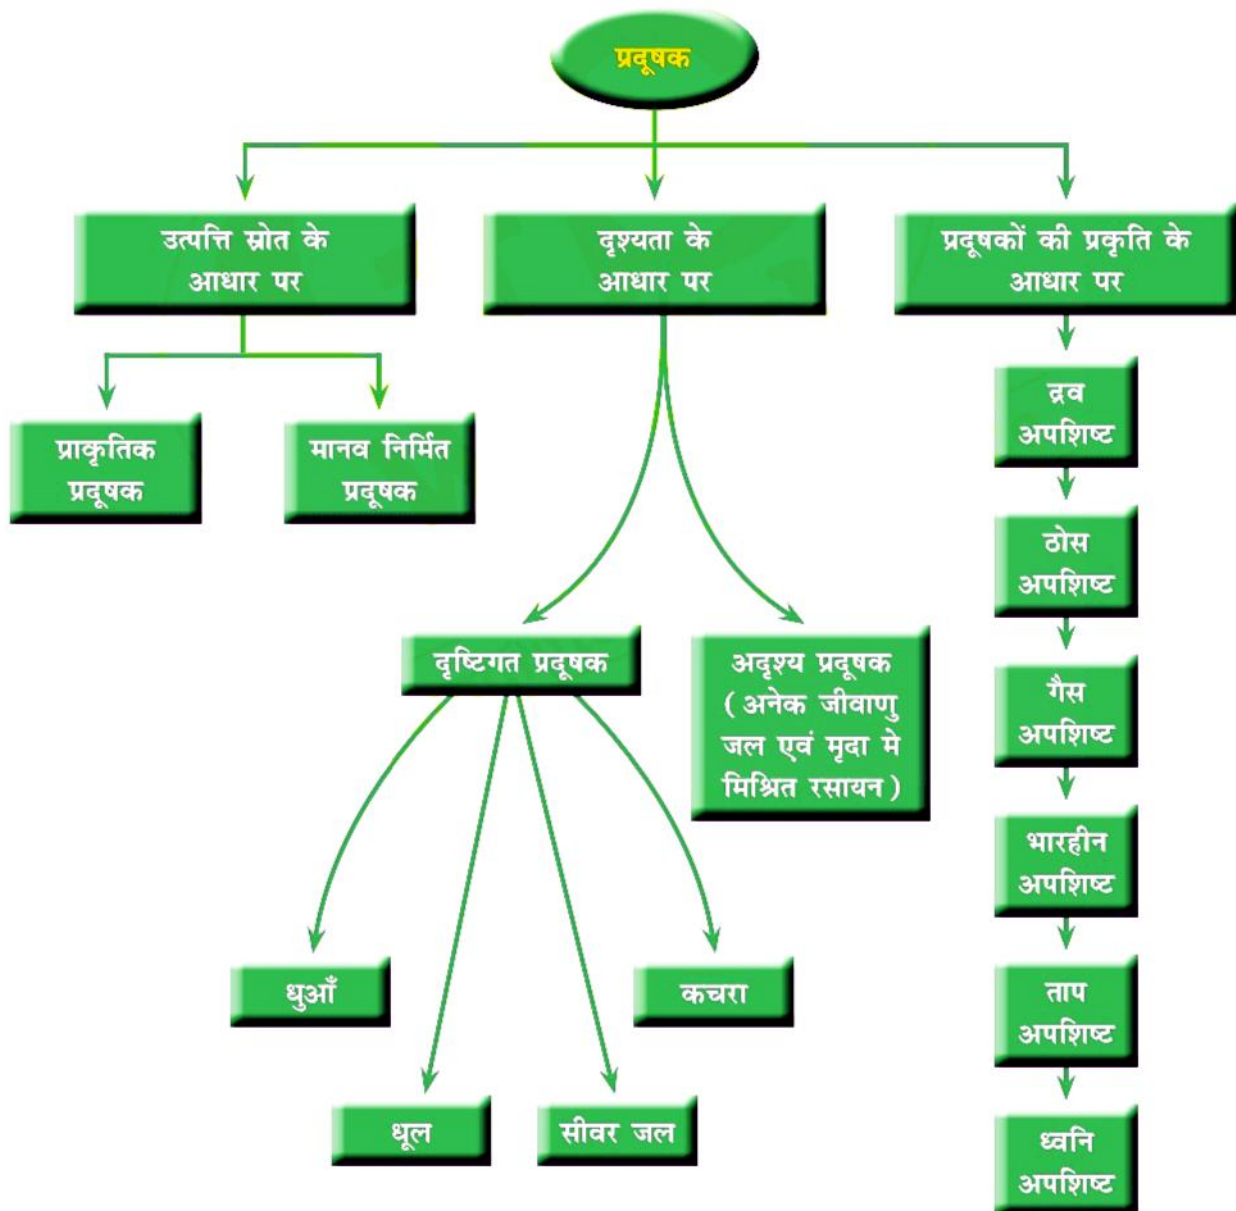 प्रदूषक
उत्पत्ति स्रोत के
आधार पर
दृश्यता के
आधार पर
प्रदूषकों की प्रकृति के
आधार पर
प्राकृतिक
प्रदूषक
मानव निर्मित
प्रदूषक
दृष्टिगत प्रदूषक
अदृश्य प्रदूषक
(अनेक जीवाणु
जल एवं मृदा मे
मिश्रित रसायन)
धुआँ
धूल
सीवर जल
कचरा
द्रव
अपशिष्ट
ठोस
अपशिष्ट
गैस
अपशिष्ट
भारहीन
अपशिष्ट
ताप
अपशिष्ट
ध्वनि
अपशिष्ट